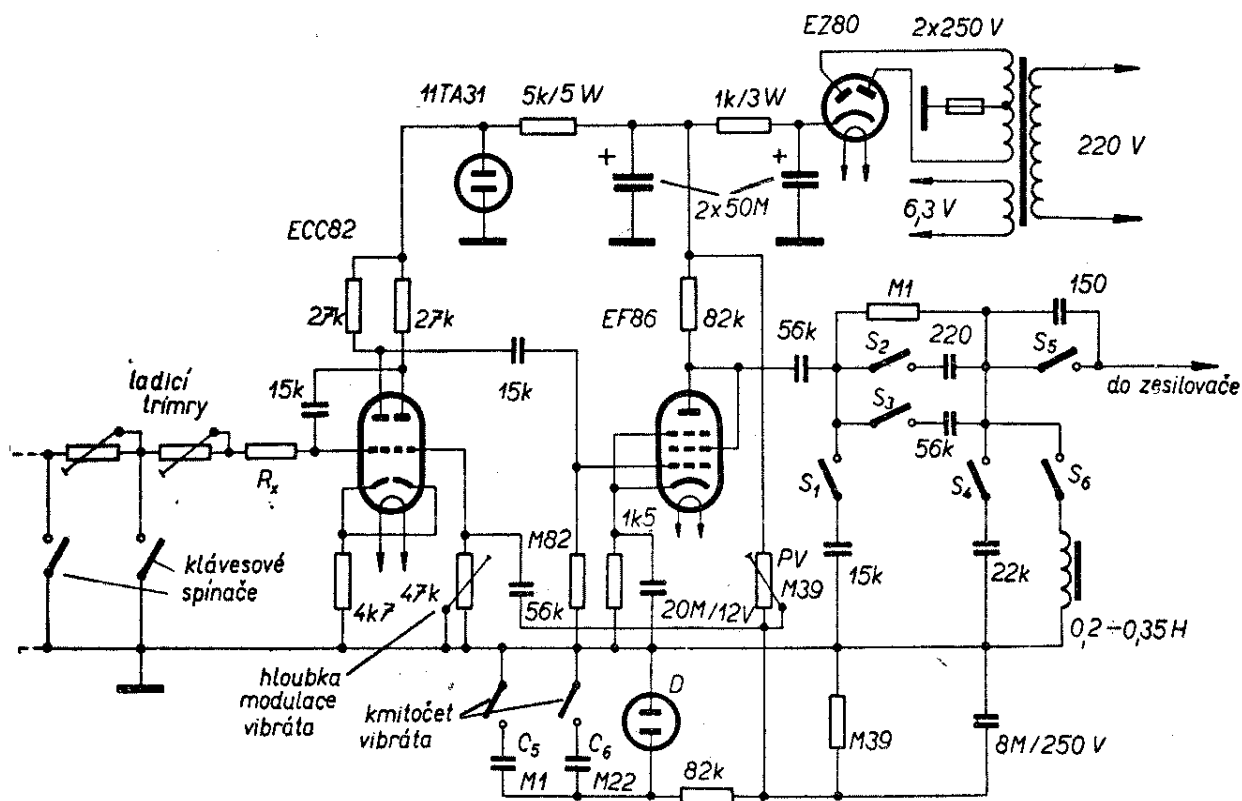 EZ80
2x250 V
11TA31
5k/5 W
1k/3W
220 V
+
+
2x50M
6,3 V
ECC82
27k
27k
EF86
82k
56k
M1
150
S₂
220
S₅
do zesilovače
15k
15k
ladicí
trimry
S₃
56k
Rₓ
S₁
S₄
S₆
klávesové
spínače
4k7
47k
M82
56k
1k5
20M/12V
PV
M39
15k
22k
0,2÷0,35H
hloubka
modulace
vibráta
kmitočet
vibráta
D
C₅
M1
C₆
M22
82k
M39
8M/250 V